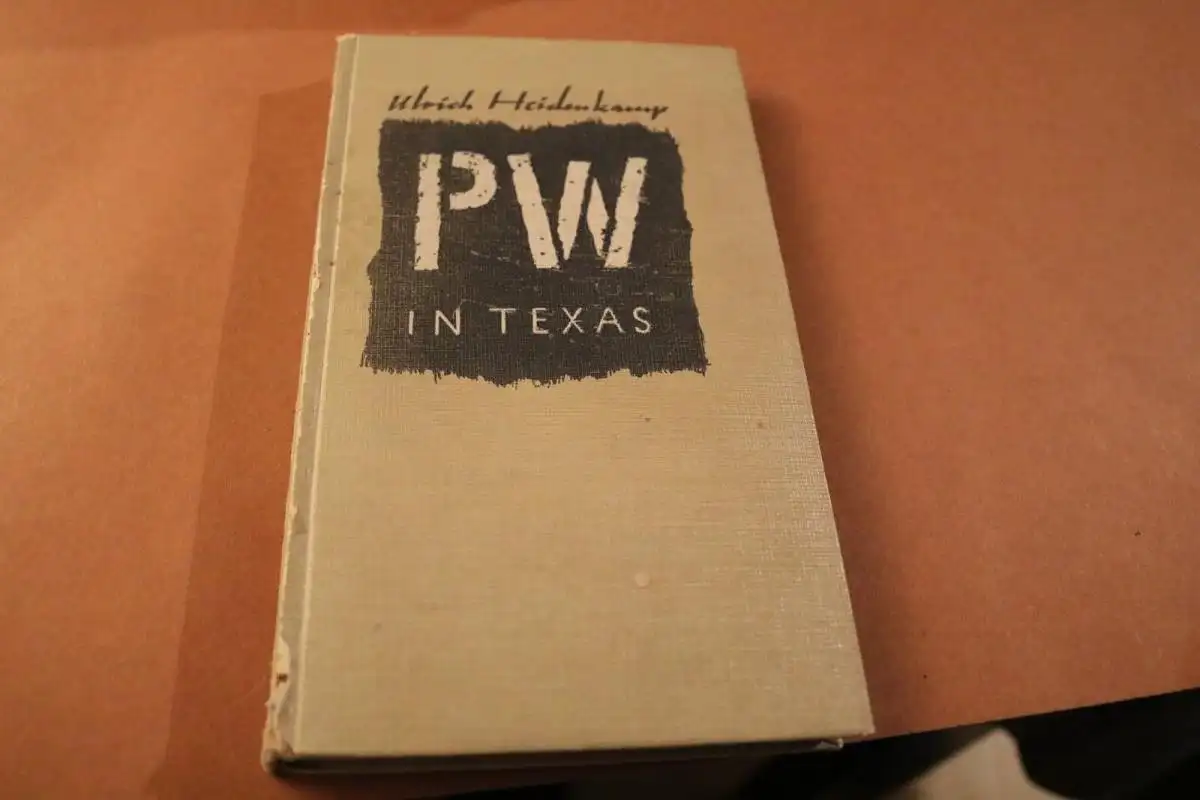 Ulrich Heidenkamp
PW
IN TEXAS